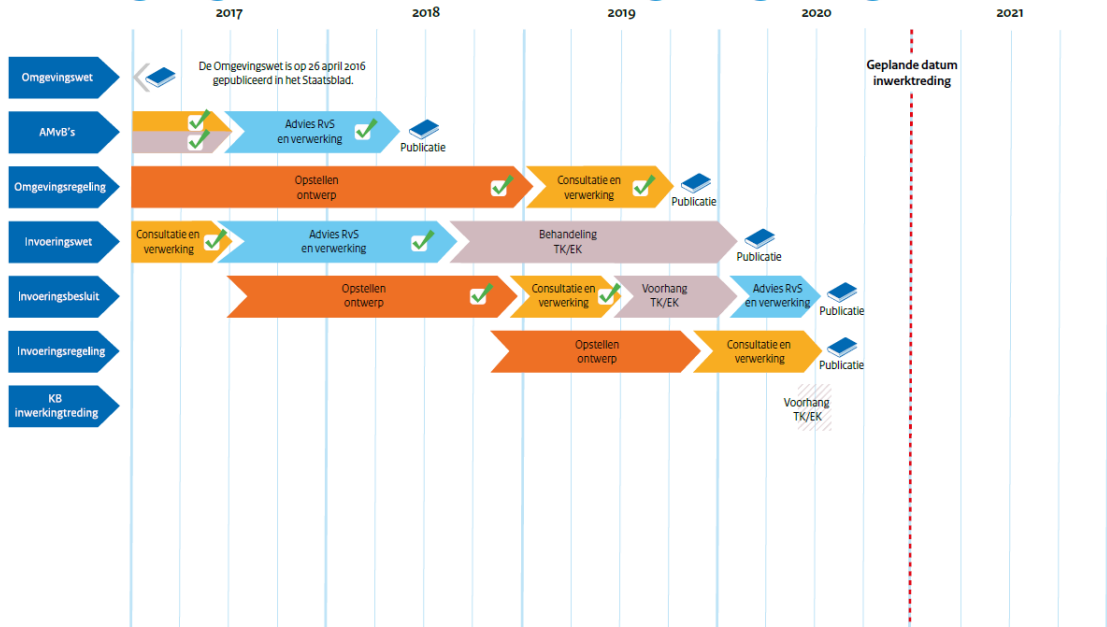 2017
2018
2019
2020
2021
Geplande datum
inwerktreding
Omgevingswet
De Omgevingswet is op 26 april 2016
gepubliceerd in het Staatsblad.
AMvB's
Advies RvS
en verwerking
Publicatie
Omgevingsregeling
Opstellen
ontwerp
Consultatie en
verwerking
Publicatie
Invoeringswet
Consultatie en
verwerking
Advies RvS
en verwerking
Behandeling
TK/EK
Publicatie
Invoeringsbesluit
Opstellen
ontwerp
Consultatie en
verwerking
Voorhang
TK/EK
Advies RvS
en verwerking
Publicatie
Invoeringsregeling
Opstellen
ontwerp
Consultatie en
verwerking
Publicatie
KB
inwerkingtreding
Voorhang
TK/EK